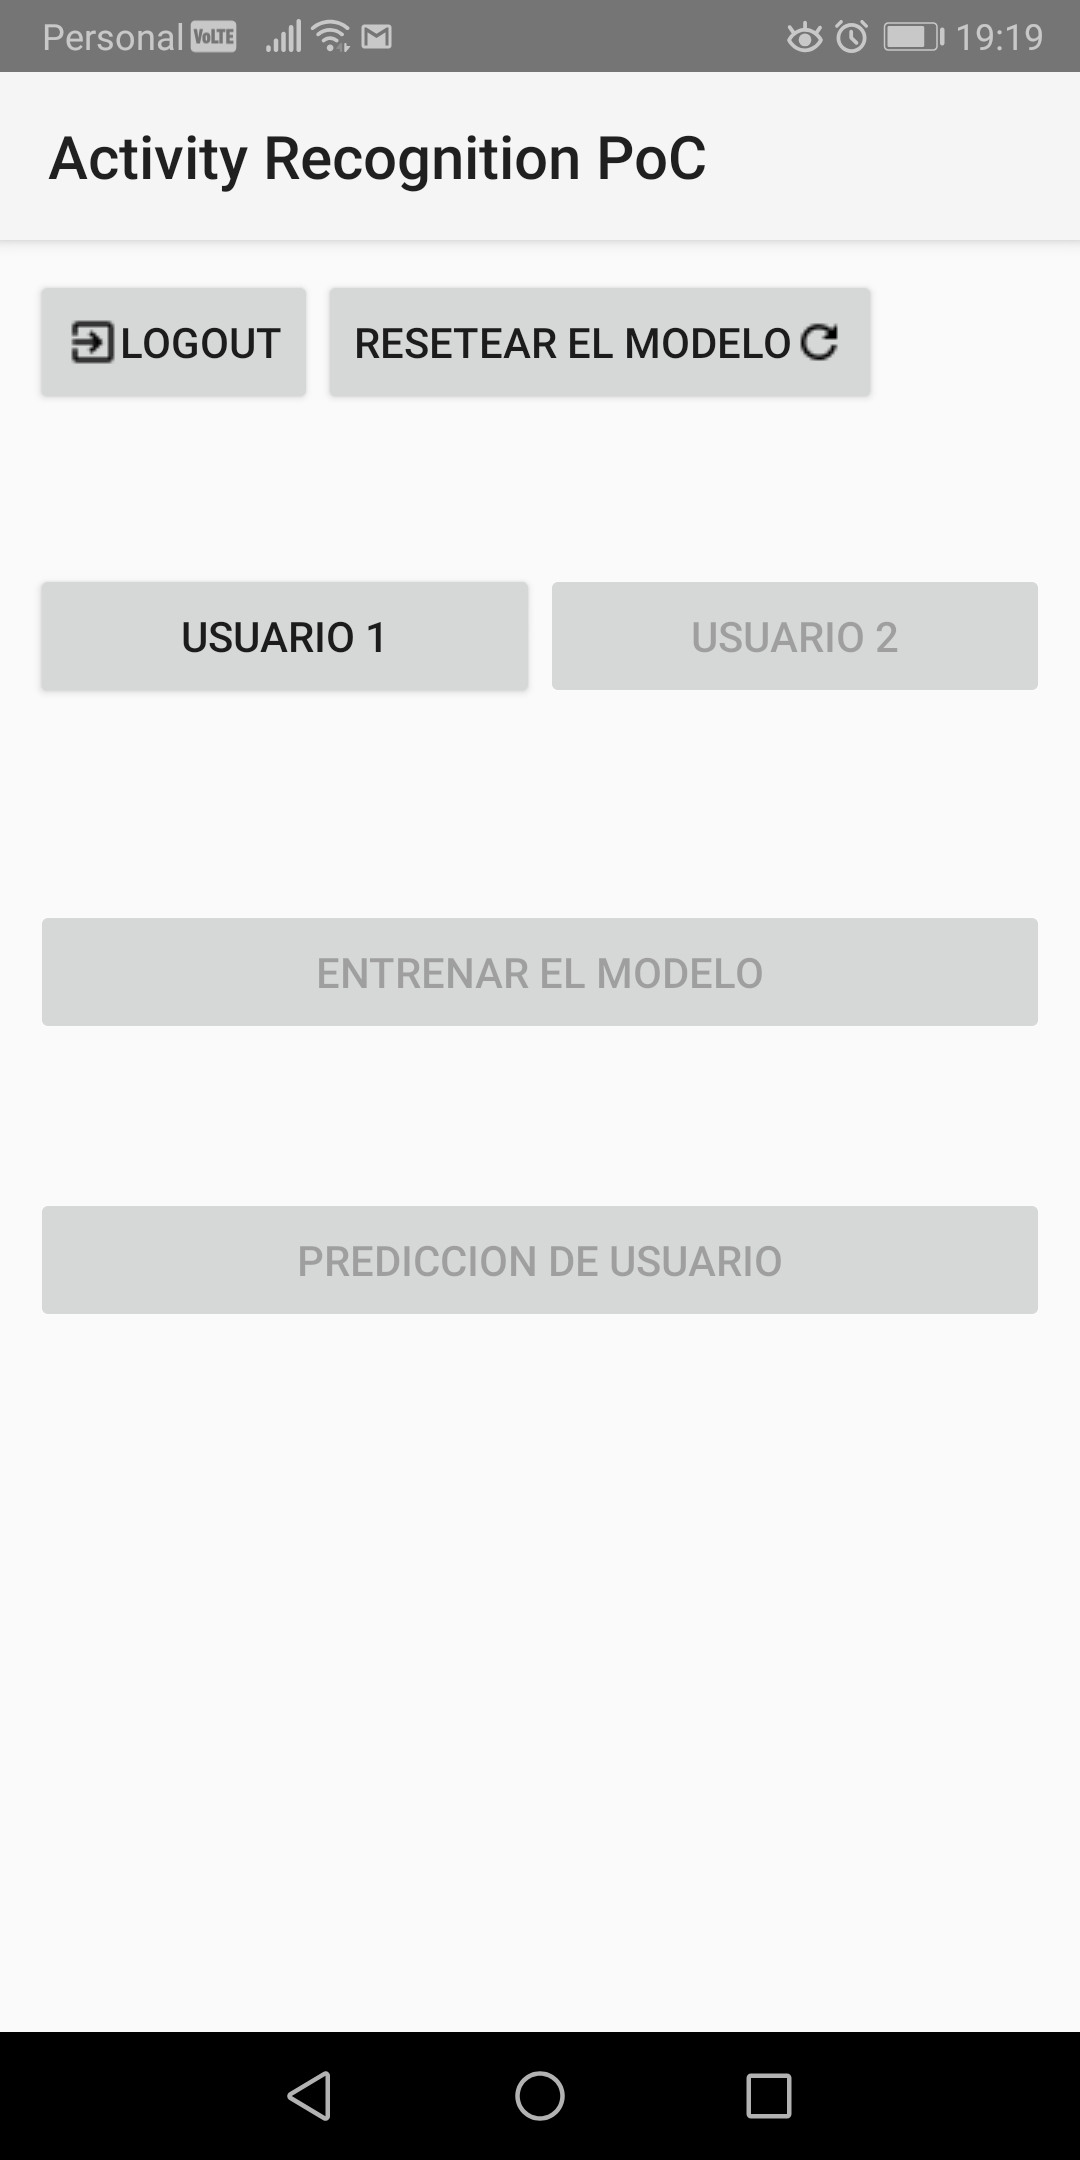 Personal VoLTE 19:19
Activity Recognition PoC
LOGOUT RESETEAR EL MODELO
USUARIO 1 USUARIO 2
ENTRENAR EL MODELO
PREDICCION DE USUARIO